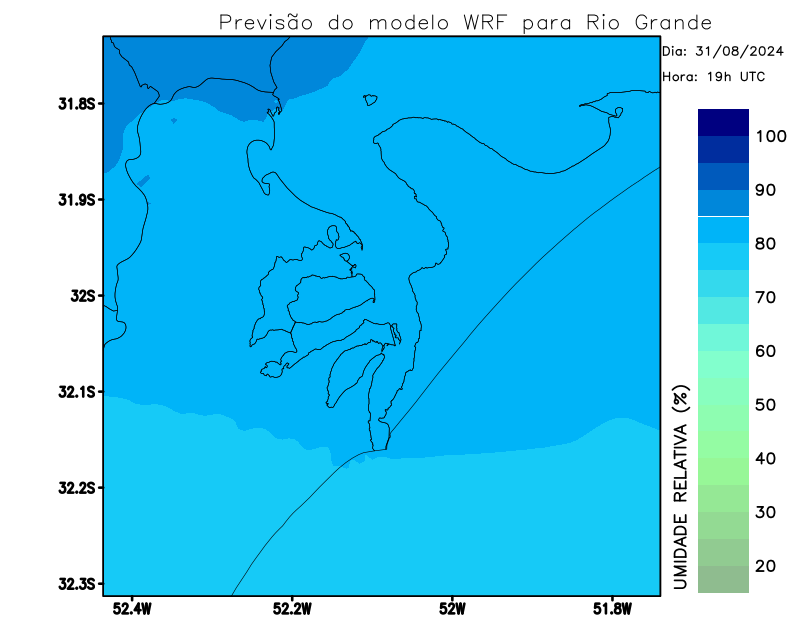 Previsão do modelo WRF para Rio Grande
Dia: 31/08/2024
Hora: 19h UTC
31.8S
31.9S
32S
32.1S
32.2S
32.3S
52.4W
52.2W
52W
51.8W
UMIDADE RELATIVA (%)
100
90
80
70
60
50
40
30
20